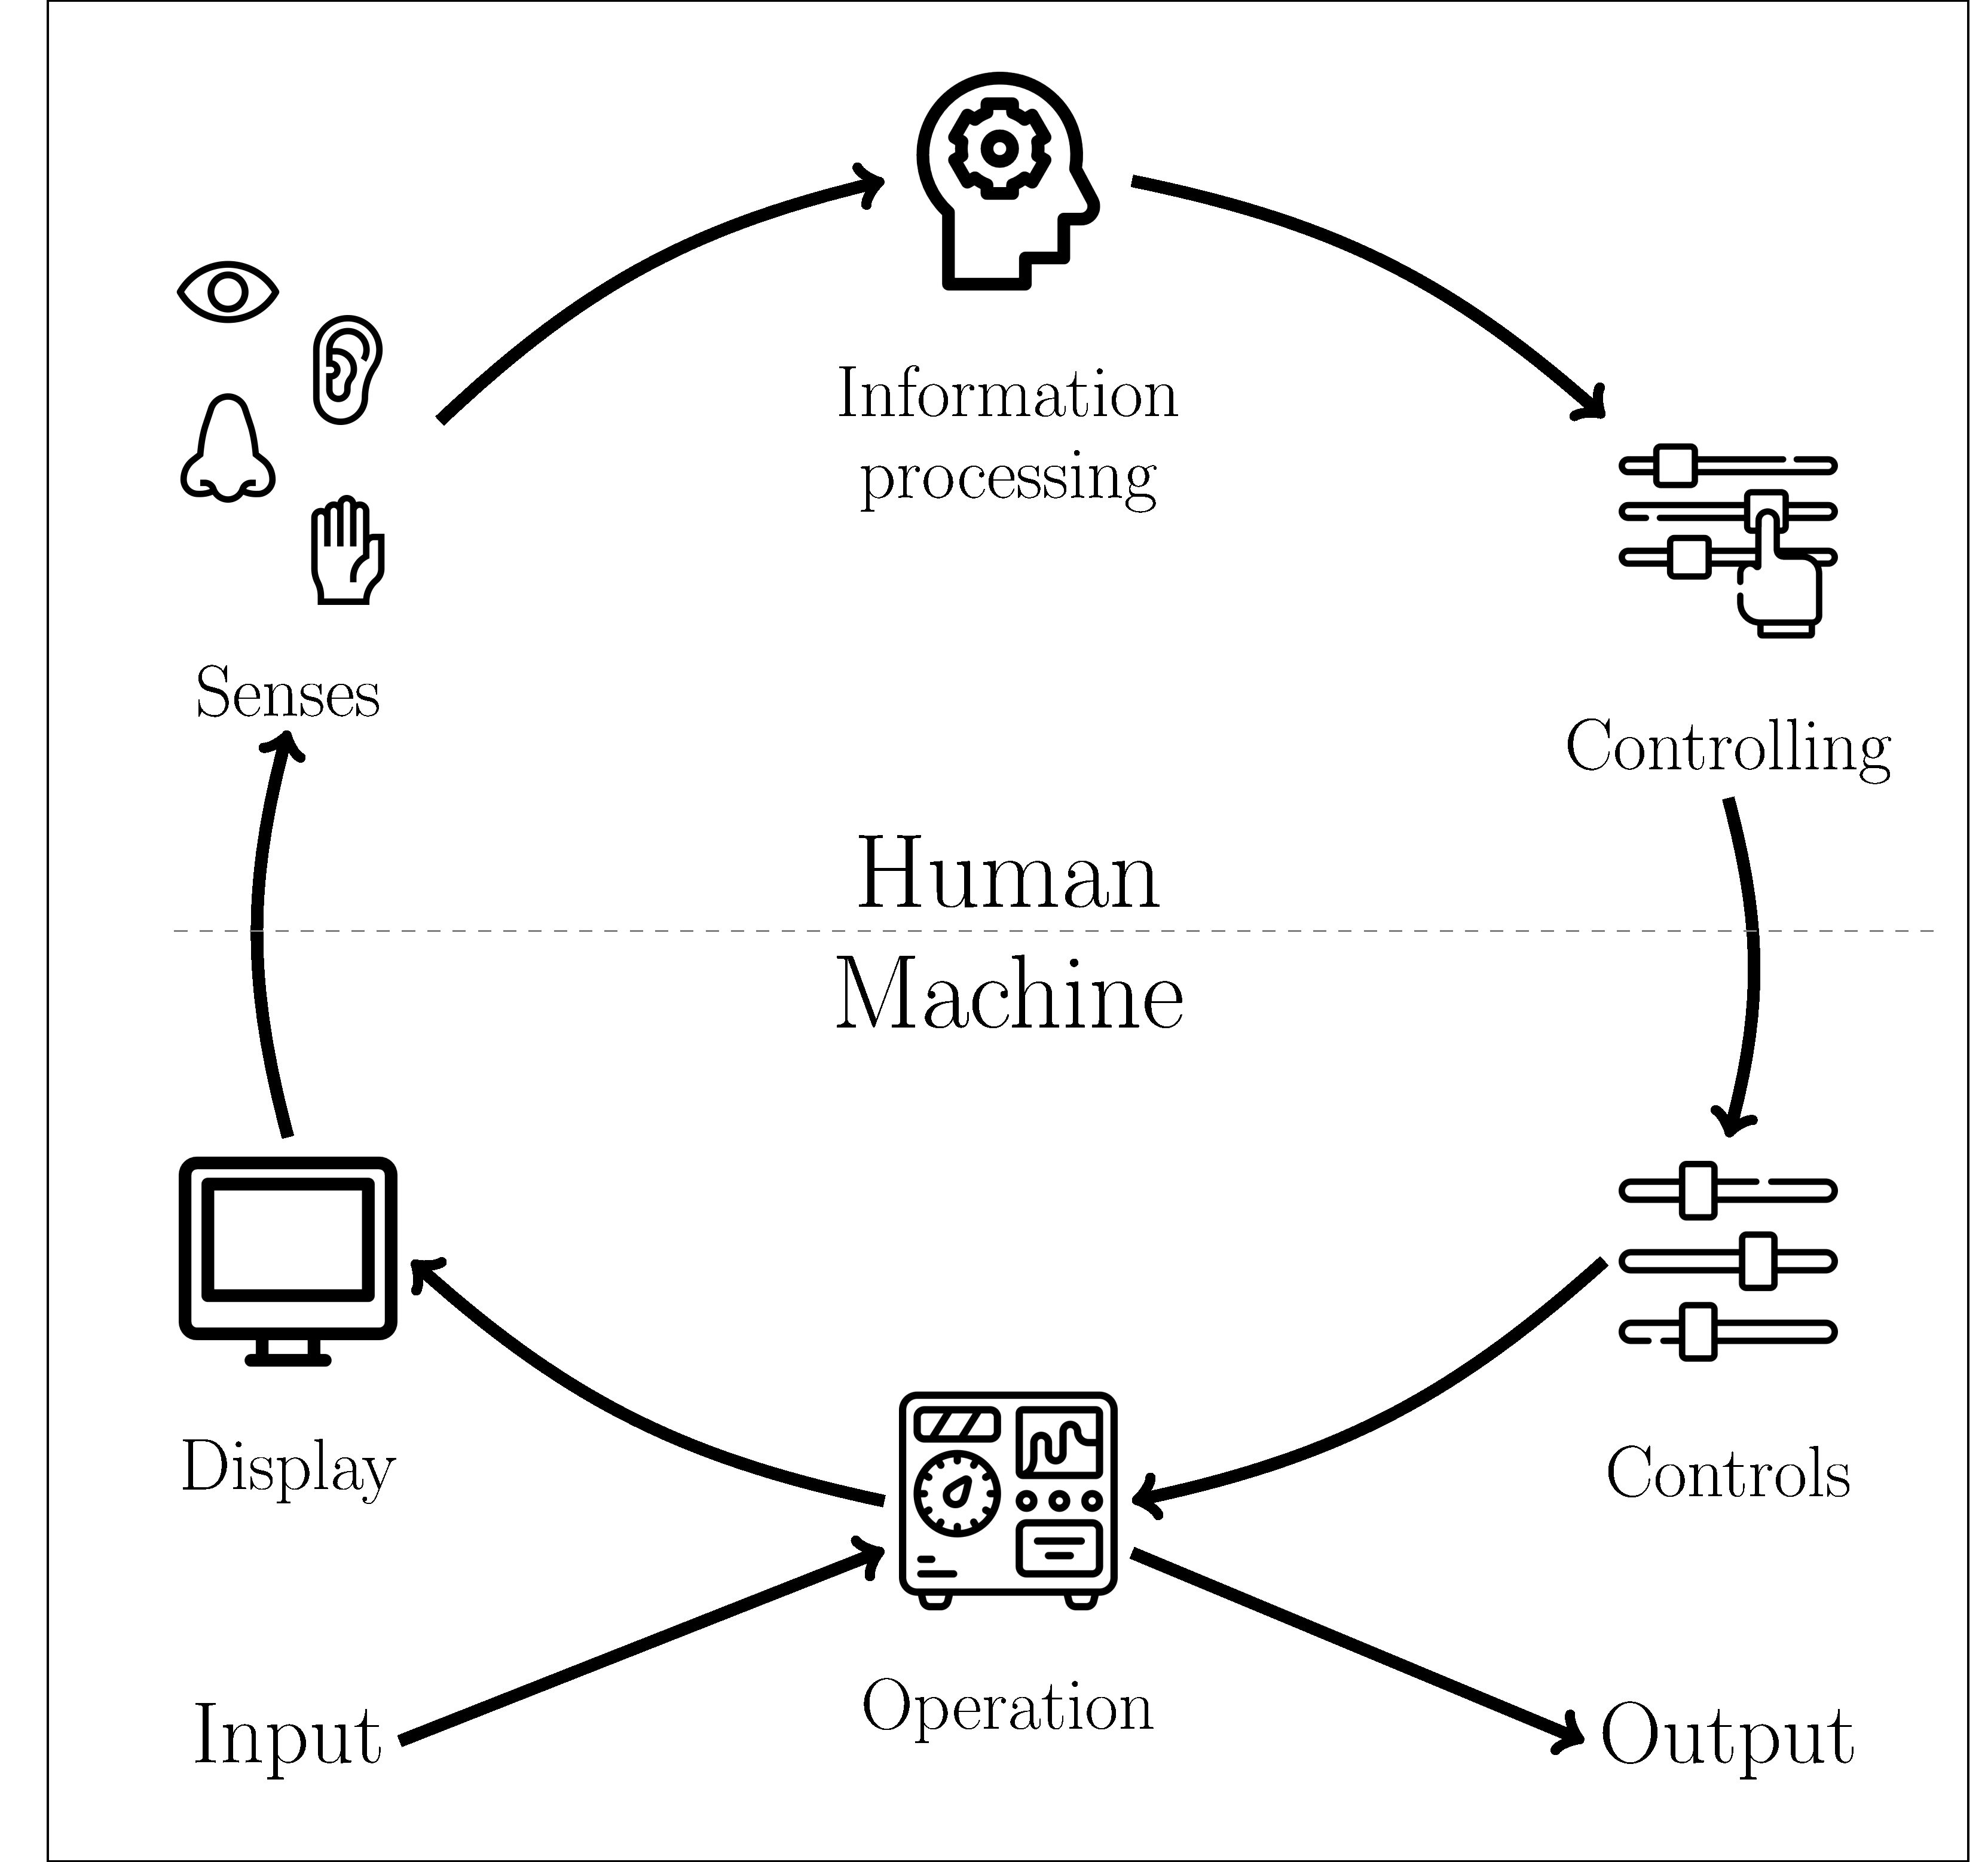 Information
processing
Senses
Controlling
Human
Machine
Display
Controls
Operation
Input
Output